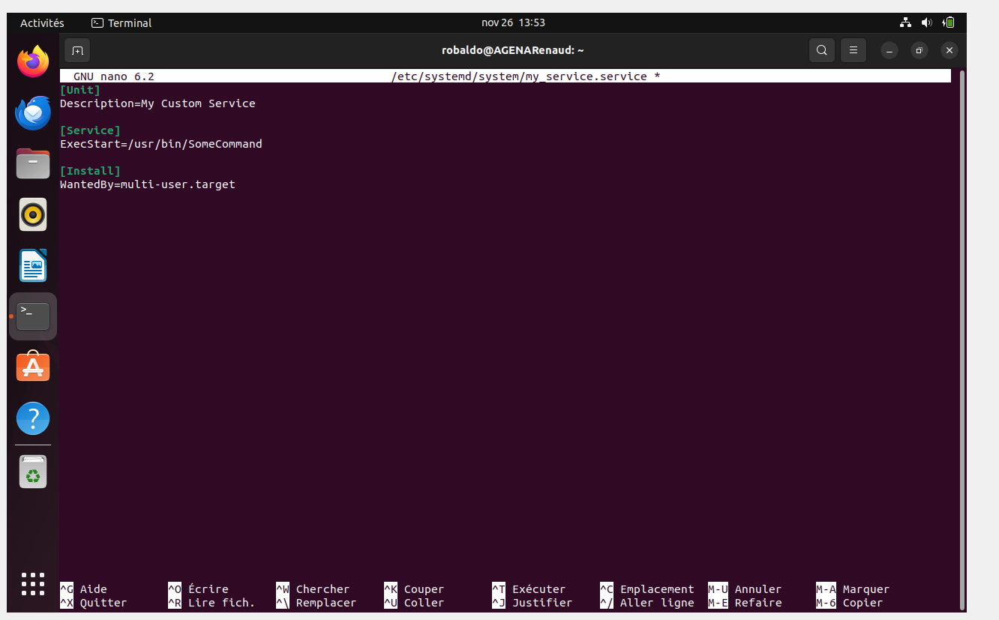 Activités Terminal nov 26 13:53
robaldo@AGENARenaud: ~
GNU nano 6.2 /etc/systemd/system/my_service.service *
[Unit]
Description=My Custom Service
[Service]
ExecStart=/usr/bin/SomeCommand
[Install]
WantedBy=multi-user.target
^G Aide ^O Écrire ^W Chercher ^K Couper ^T Exécuter ^C Emplacement M-U Annuler M-A Marquer
^X Quitter ^R Lire fich. ^\ Remplacer ^U Coller ^J Justifier ^/ Aller ligne M-E Refaire M-6 Copier